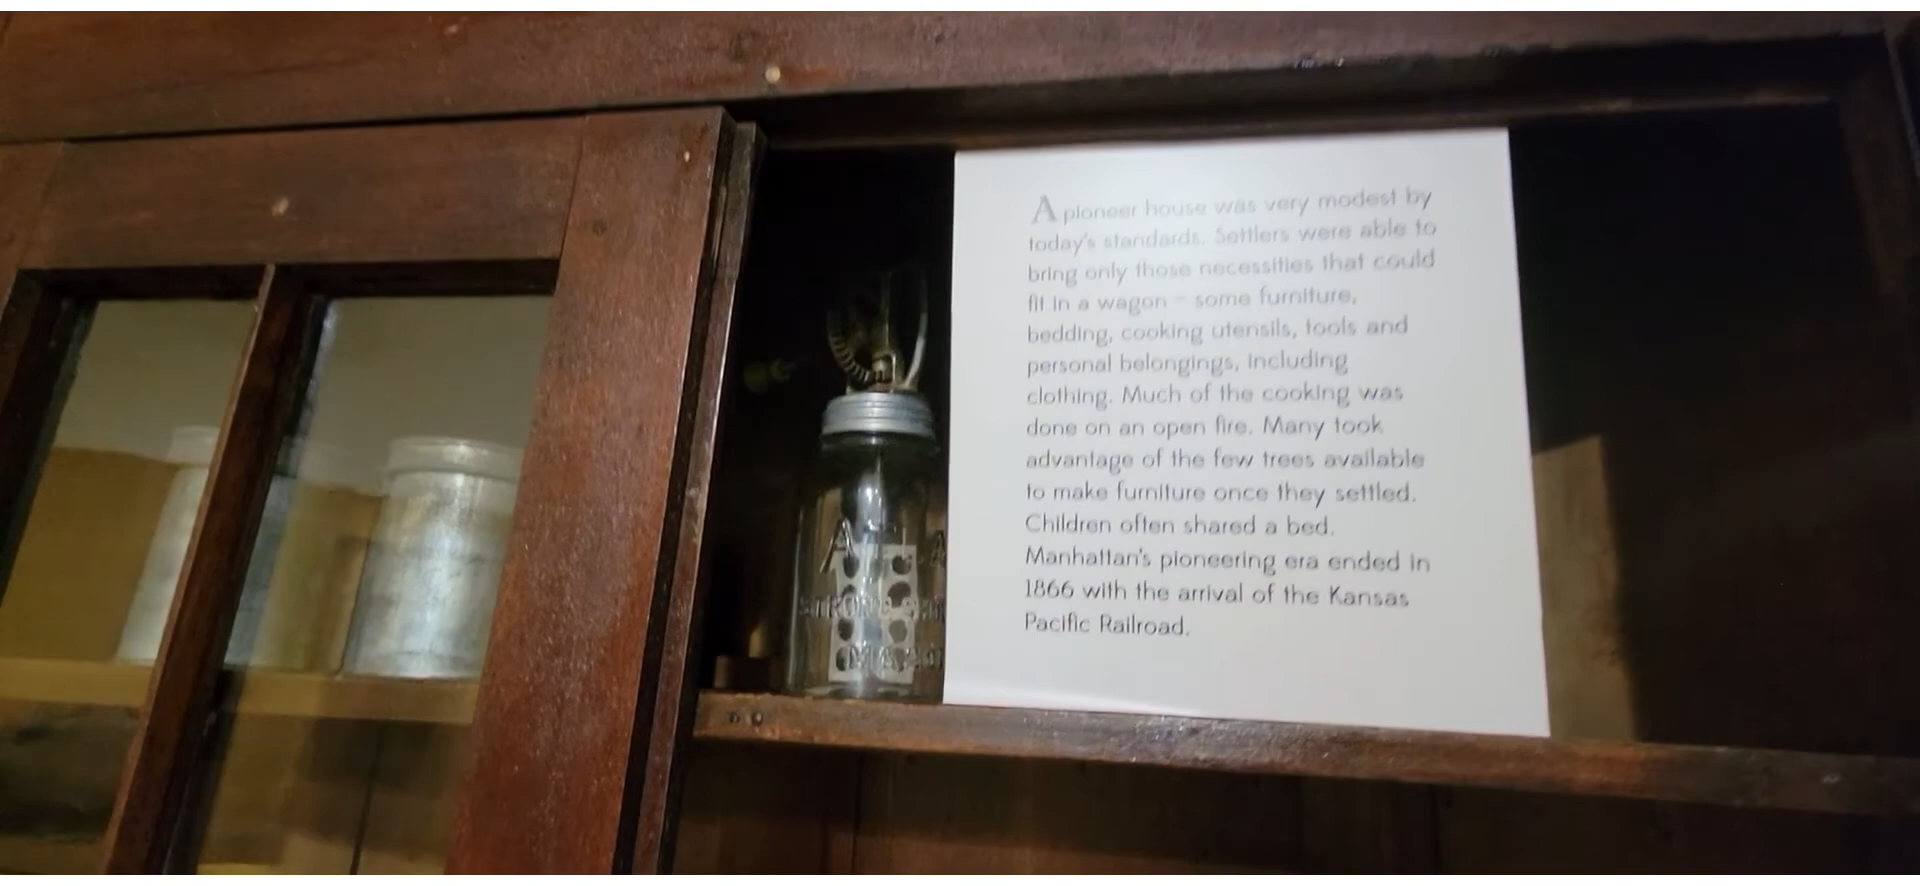 A pioneer house was very modest by
today's standards. Settlers were able to
bring only those necessities that could
fit in a wagon – some furniture,
bedding, cooking utensils, tools and
personal belongings, including
clothing. Much of the cooking was
done on an open fire. Many took
advantage of the few trees available
to make furniture once they settled.
Children often shared a bed.
Manhattan's pioneering era ended in
1866 with the arrival of the Kansas
Pacific Railroad.